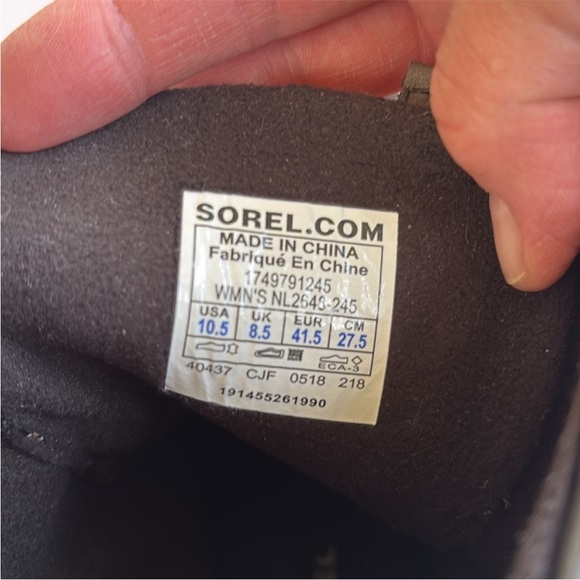 SOREL.COM
MADE IN CHINA
Fabriqué En Chine
1749791245
WMN'S NL2648-245
USA UK EUR CM
10.5 8.5 41.5 27.5
ECA-3
40437 CJF 0518 218
191455261990